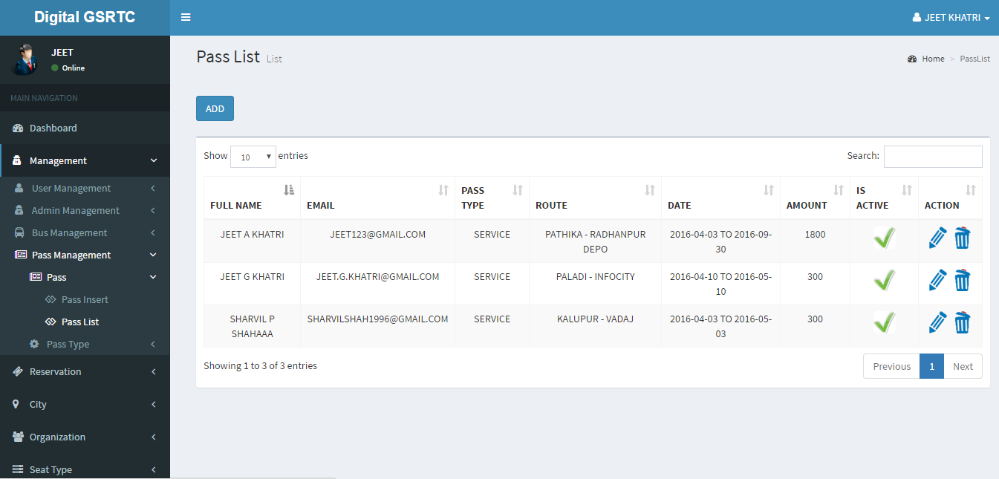 Digital GSRTC
JEET KHATRI
JEET
Online
MAIN NAVIGATION
Dashboard
Management
User Management
Admin Management
Bus Management
Pass Management
Pass
Pass Insert
Pass List
Pass Type
Reservation
City
Organization
Seat Type
Pass List List
Home > PassList
ADD
Show 10 entries
Search:
FULL NAME EMAIL PASS TYPE ROUTE DATE AMOUNT IS ACTIVE ACTION
JEET A KHATRI JEET123@GMAIL.COM SERVICE PATHIKA - RADHANPUR DEPO 2016-04-03 TO 2016-09-30 1800
JEET G KHATRI JEET.G.KHATRI@GMAIL.COM SERVICE PALADI - INFOCITY 2016-04-10 TO 2016-05-10 300
SHARVIL P SHAHAAA SHARVILSHAH1996@GMAIL.COM SERVICE KALUPUR - VADAJ 2016-04-03 TO 2016-05-03 300
Showing 1 to 3 of 3 entries
Previous 1 Next